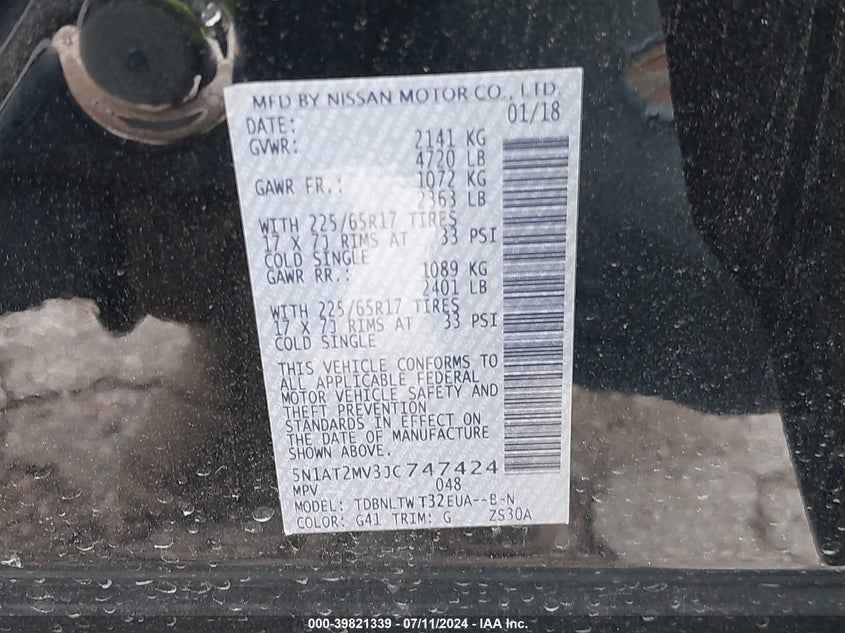 MFD BY NISSAN MOTOR CO., LTD.
DATE: 01/18
GVWR: 2141 KG
4720 LB
GAWR FR.: 1072 KG
2363 LB
WITH 225/65R17 TIRES
17 X 7J RIMS AT 33 PSI
COLD SINGLE
GAWR RR.: 1089 KG
2401 LB
WITH 225/65R17 TIRES
17 X 7J RIMS AT 33 PSI
COLD SINGLE
THIS VEHICLE CONFORMS TO
ALL APPLICABLE FEDERAL
MOTOR VEHICLE SAFETY AND
THEFT PREVENTION
STANDARDS IN EFFECT ON
THE DATE OF MANUFACTURE
SHOWN ABOVE.
5N1AT2MV3JC747424
MPV 048
MODEL: TDBNLTW T32EUA--B-N
COLOR: G41 TRIM: G ZS30A
000-39821339 - 07/11/2024 - IAA Inc.